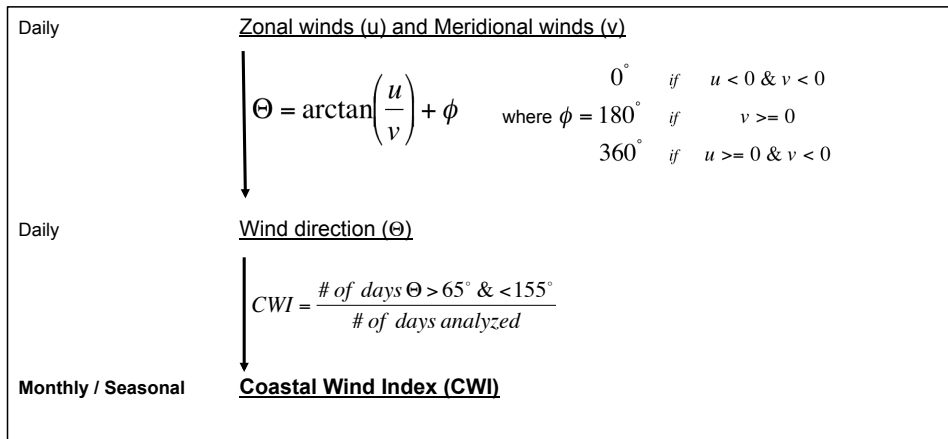 Daily Zonal winds (u) and Meridional winds (v)
0° if u < 0 & v < 0
Θ = arctan(u/v) + ϕ where ϕ = 180° if v >= 0
360° if u >= 0 & v < 0
Daily Wind direction (Θ)
CWI = # of days Θ > 65° & <155° / # of days analyzed
Monthly / Seasonal Coastal Wind Index (CWI)